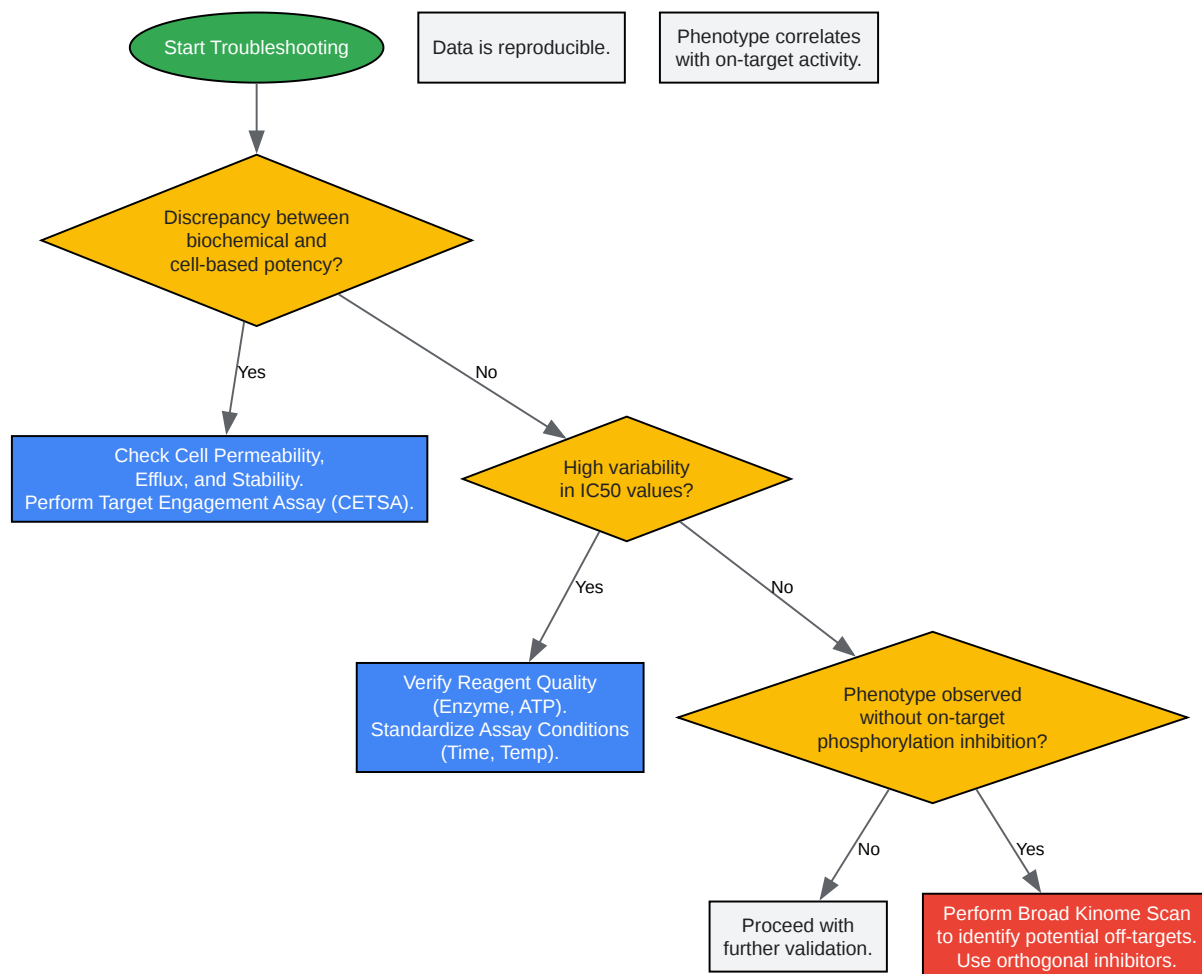 Start Troubleshooting
Data is reproducible.
Phenotype correlates
with on-target activity.
Discrepancy between
biochemical and
cell-based potency?
Yes
No
Check Cell Permeability,
Efflux, and Stability.
Perform Target Engagement Assay (CETSA).
High variability
in IC50 values?
Yes
No
Verify Reagent Quality
(Enzyme, ATP).
Standardize Assay Conditions
(Time, Temp).
Phenotype observed
without on-target
phosphorylation inhibition?
No
Yes
Proceed with
further validation.
Perform Broad Kinome Scan
to identify potential off-targets.
Use orthogonal inhibitors.